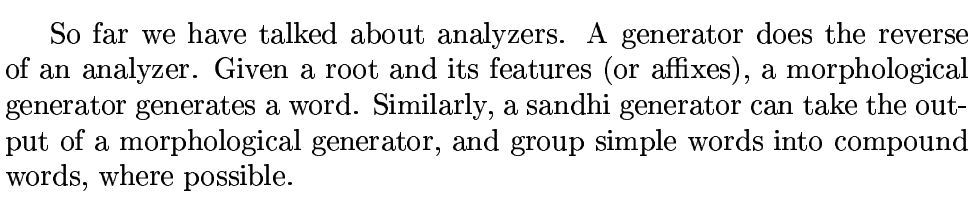 So far we have talked about analyzers. A generator does the reverse
of an analyzer. Given a root and its features (or affixes), a morphological
generator generates a word. Similarly, a sandhi generator can take the out-
put of a morphological generator, and group simple words into compound
words, where possible.